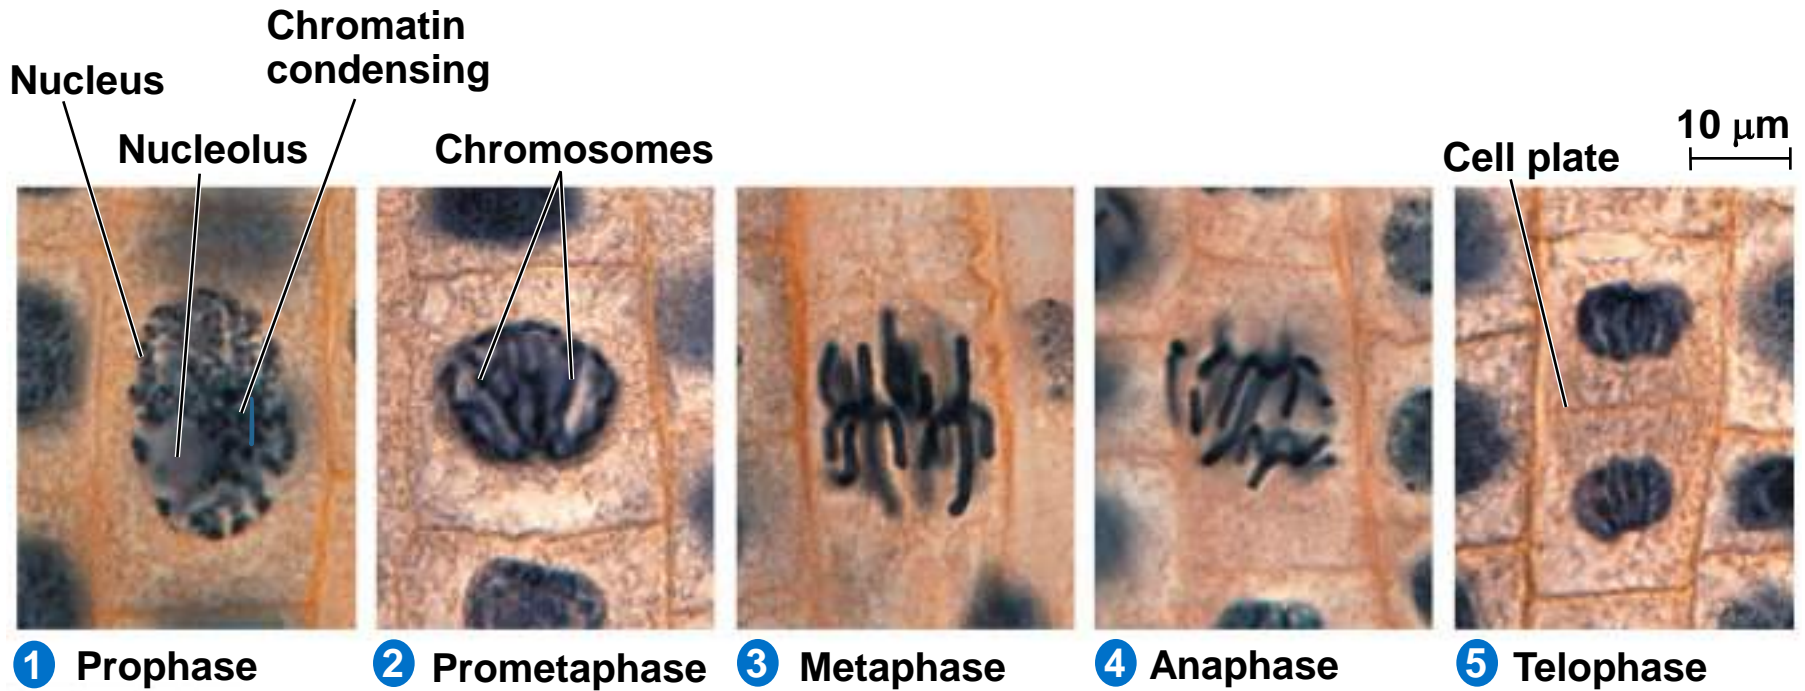 Chromatin
condensing
Nucleus
Nucleolus
Chromosomes
10 μm
Cell plate
1 Prophase
2 Prometaphase
3 Metaphase
4 Anaphase
5 Telophase